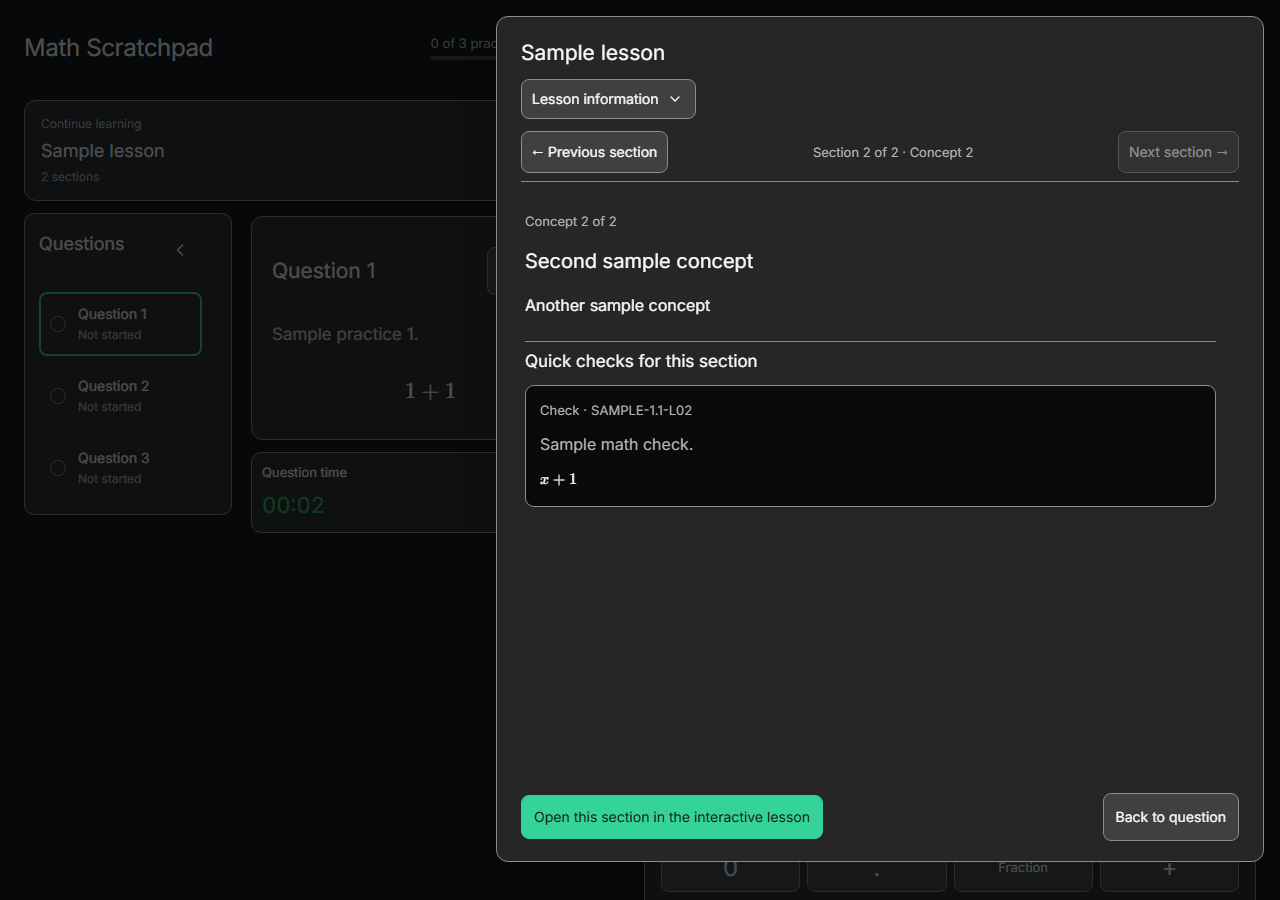 Math Scratchpad
0 of 3 prac
Continue learning
Sample lesson
2 sections
Questions
Question 1
Not started
Question 2
Not started
Question 3
Not started
Question 1
Sample practice 1.
1 + 1
Question time
00:02
Sample lesson
Lesson information
← Previous section
Section 2 of 2 · Concept 2
Next section →
Concept 2 of 2
Second sample concept
Another sample concept
Quick checks for this section
Check · SAMPLE-1.1-L02
Sample math check.
x + 1
Open this section in the interactive lesson
Back to question
0
.
Fraction
+